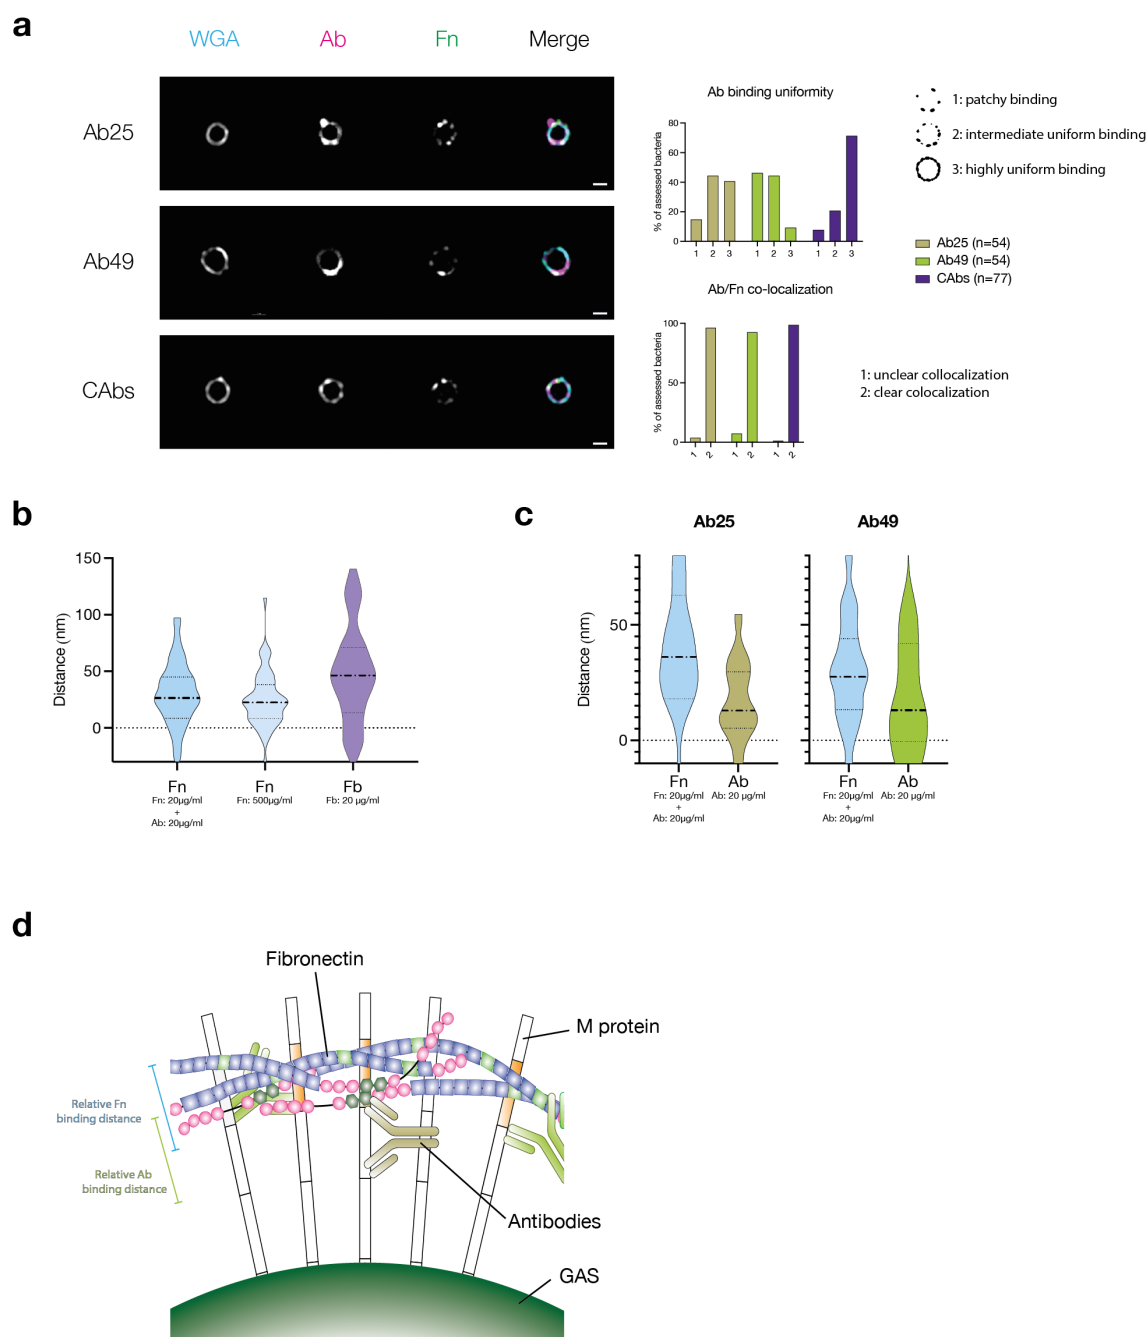 a
WGA
Ab
Fn
Merge
Ab25
Ab49
CAbs
Ab binding uniformity
% of assessed bacteria
80
60
40
20
0
1 2 3 1 2 3 1 2 3
1: patchy binding
2: intermediate uniform binding
3: highly uniform binding
Ab25 (n=54)
Ab49 (n=54)
CAbs (n=77)
Ab/Fn co-localization
% of assessed bacteria
100
50
0
1 2 1 2 1 2
1: unclear collocalization
2: clear colocalization
b
Distance (nm)
150
100
50
0
Fn
Fn: 20µg/ml
+
Ab: 20µg/ml
Fn
Fn: 500µg/ml
Fb
Fb: 20 µg/ml
c
Ab25
Ab49
Distance (nm)
50
0
Fn
Fn: 20µg/ml
+
Ab: 20µg/ml
Ab
Ab: 20 µg/ml
Fn
Fn: 20µg/ml
+
Ab: 20µg/ml
Ab
Ab: 20 µg/ml
d
Fibronectin
M protein
Relative Fn
binding distance
Relative Ab
binding distance
Antibodies
GAS